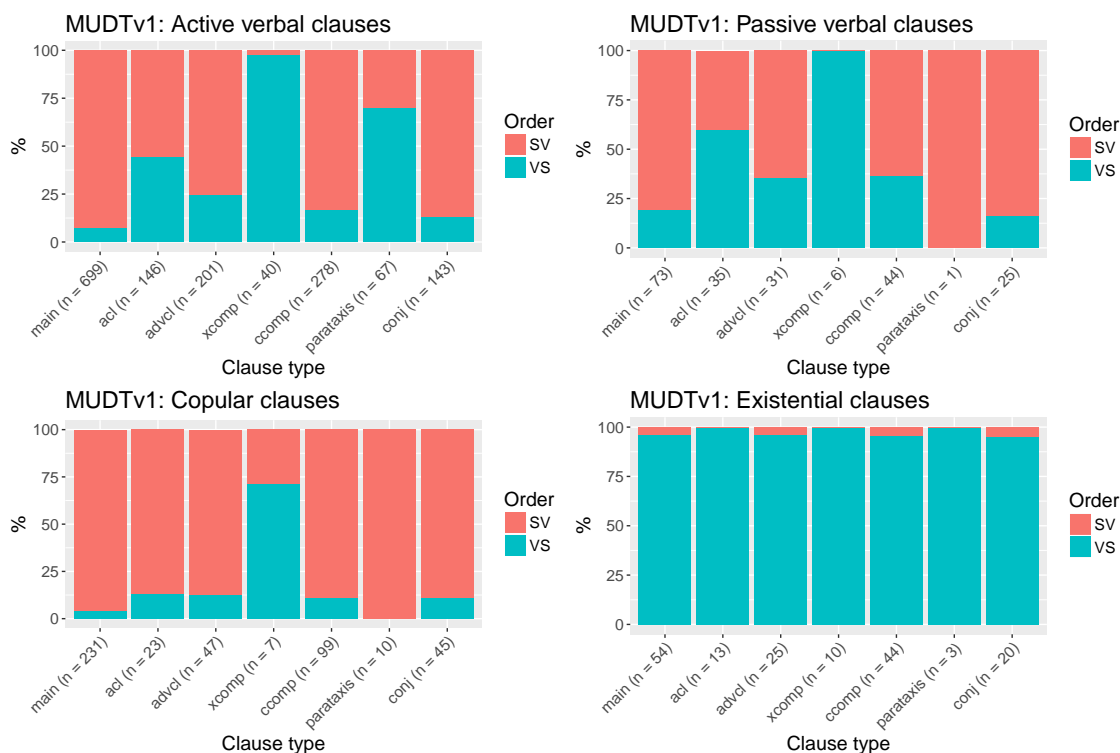 MUDTv1: Active verbal clauses
100
75
50
25
0
%
main (n = 699)
acl (n = 146)
advcl (n = 201)
xcomp (n = 40)
ccomp (n = 278)
parataxis (n = 67)
conj (n = 143)
Clause type
Order
SV
VS
MUDTv1: Passive verbal clauses
100
75
50
25
0
%
main (n = 73)
acl (n = 35)
advcl (n = 31)
xcomp (n = 6)
ccomp (n = 44)
parataxis (n = 1)
conj (n = 25)
Clause type
Order
SV
VS
MUDTv1: Copular clauses
100
75
50
25
0
%
main (n = 231)
acl (n = 23)
advcl (n = 47)
xcomp (n = 7)
ccomp (n = 99)
parataxis (n = 10)
conj (n = 45)
Clause type
Order
SV
VS
MUDTv1: Existential clauses
100
75
50
25
0
%
main (n = 54)
acl (n = 13)
advcl (n = 25)
xcomp (n = 10)
ccomp (n = 44)
parataxis (n = 3)
conj (n = 20)
Clause type
Order
SV
VS